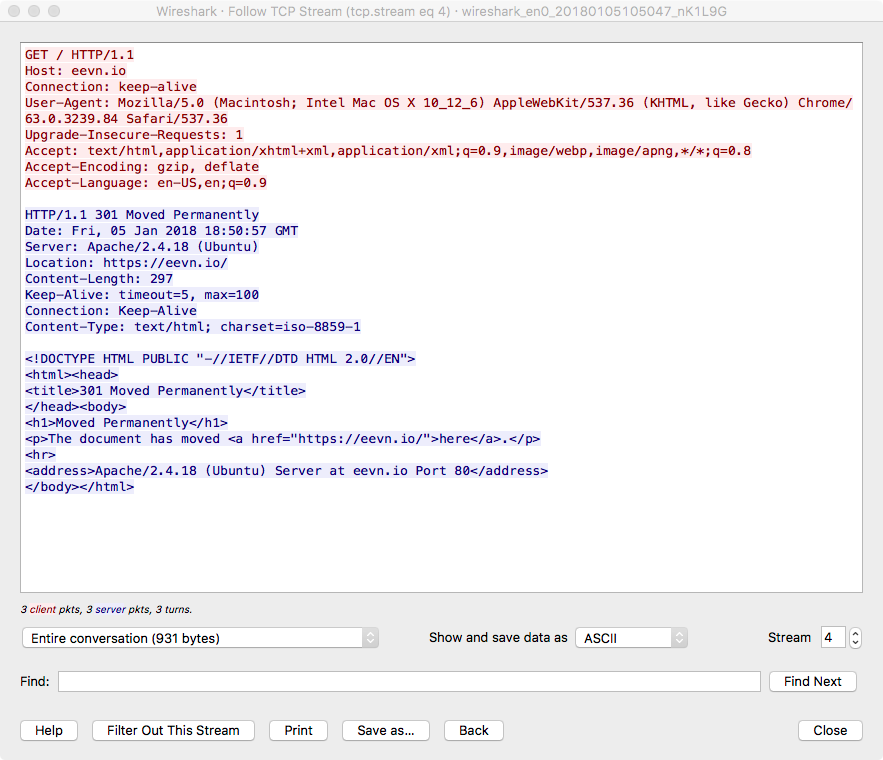 Wireshark · Follow TCP Stream (tcp.stream eq 4) · wireshark_en0_20180105105047_nK1L9G
GET / HTTP/1.1
Host: eevn.io
Connection: keep-alive
User-Agent: Mozilla/5.0 (Macintosh; Intel Mac OS X 10_12_6) AppleWebKit/537.36 (KHTML, like Gecko) Chrome/
63.0.3239.84 Safari/537.36
Upgrade-Insecure-Requests: 1
Accept: text/html,application/xhtml+xml,application/xml;q=0.9,image/webp,image/apng,*/*;q=0.8
Accept-Encoding: gzip, deflate
Accept-Language: en-US,en;q=0.9
HTTP/1.1 301 Moved Permanently
Date: Fri, 05 Jan 2018 18:50:57 GMT
Server: Apache/2.4.18 (Ubuntu)
Location: https://eevn.io/
Content-Length: 297
Keep-Alive: timeout=5, max=100
Connection: Keep-Alive
Content-Type: text/html; charset=iso-8859-1
<!DOCTYPE HTML PUBLIC "-//IETF//DTD HTML 2.0//EN">
<html><head>
<title>301 Moved Permanently</title>
</head><body>
<h1>Moved Permanently</h1>
<p>The document has moved <a href="https://eevn.io/">here</a>.</p>
<hr>
<address>Apache/2.4.18 (Ubuntu) Server at eevn.io Port 80</address>
</body></html>
3 client pkts, 3 server pkts, 3 turns.
Entire conversation (931 bytes) Show and save data as ASCII Stream 4
Find: Find Next
Help Filter Out This Stream Print Save as... Back Close